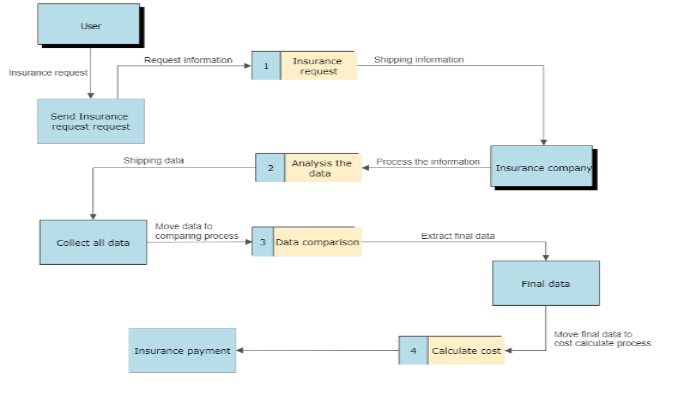 User
Insurance request
Request information
1
Insurance
request
Shipping information
Send Insurance
request request
Shipping data
2
Analysis the
data
Process the information
Insurance company
Collect all data
Move data to
comparing process
3
Data comparison
Extract final data
Final data
Move final data to
cost calculate process
Insurance payment
4
Calculate cost